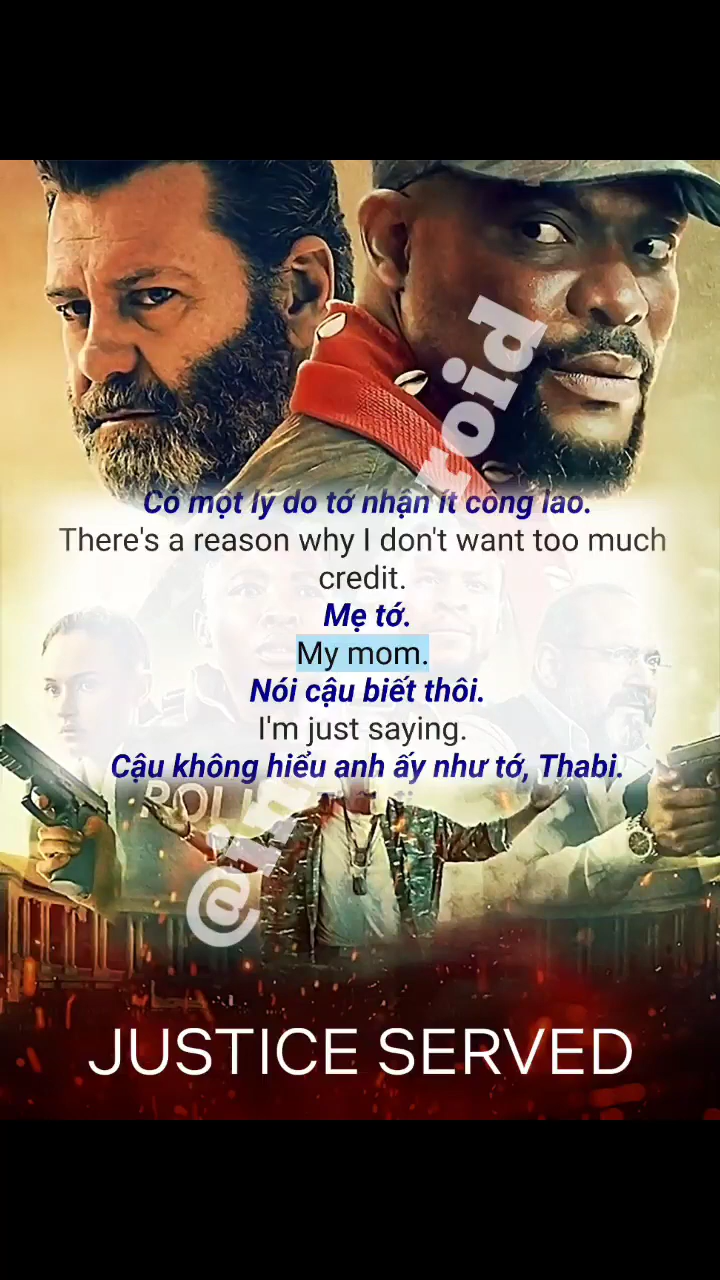 Có một lý do tớ nhận ít công lao.
There's a reason why I don't want too much
credit.
Mẹ tớ.
My mom.
Nói cậu biết thôi.
I'm just saying.
Cậu không hiểu anh ấy như tớ, Thabi.
JUSTICE SERVED